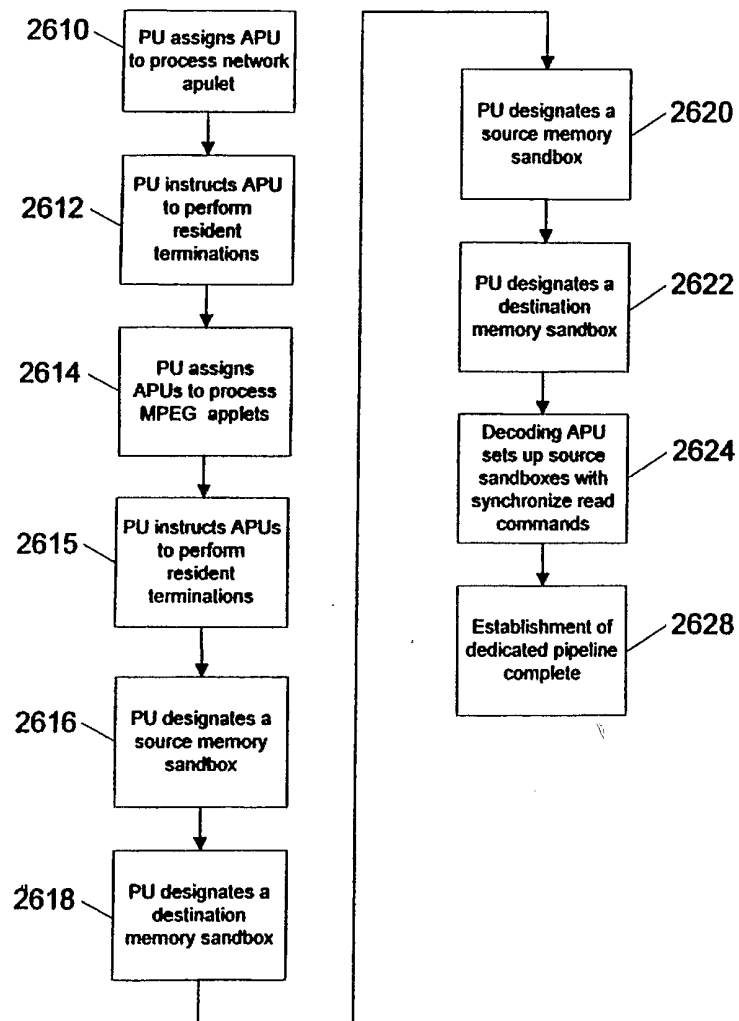 2610
PU assigns APU
to process network
apulet
2612
PU instructs APU
to perform
resident
terminations
2614
PU assigns
APUs to process
MPEG applets
2615
PU instructs APUs
to perform
resident
terminations
2616
PU designates a
source memory
sandbox
2618
PU designates a
destination
memory sandbox
2620
PU designates a
source memory
sandbox
2622
PU designates a
destination
memory sandbox
2624
Decoding APU
sets up source
sandboxes with
synchronize read
commands
2628
Establishment of
dedicated pipeline
complete